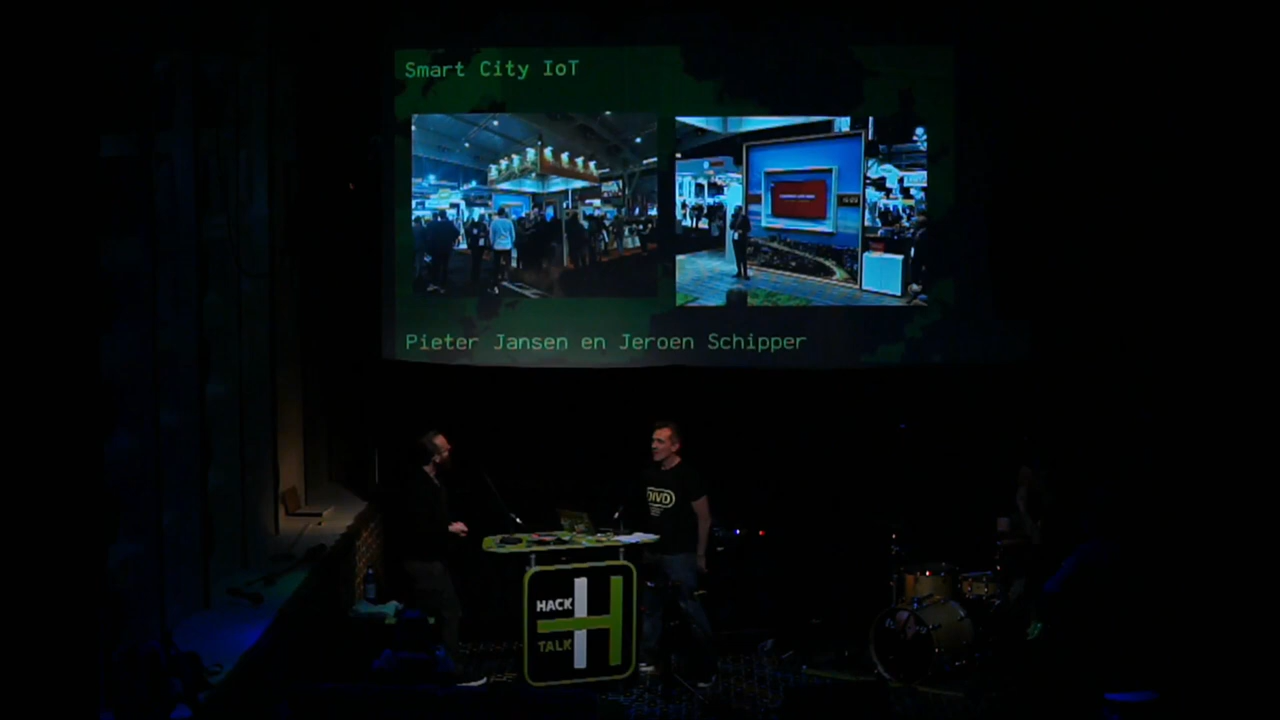 Smart City IoT
Pieter Jansen en Jeroen Schipper
DIVD
HACK
TALK